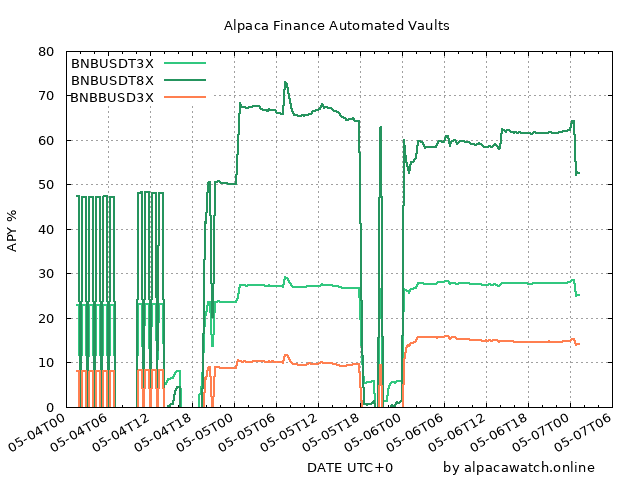 Alpaca Finance Automated Vaults
80
70
60
50
40
30
20
10
0
APY %
BNBUSDT3X
BNBUSDT8X
BNBBUSD3X
05-04T00
05-04T06
05-04T12
05-04T18
05-05T00
05-05T06
05-05T12
05-05T18
05-06T00
05-06T06
05-06T12
05-06T18
05-07T00
05-07T06
DATE UTC+0
by alpacawatch.online